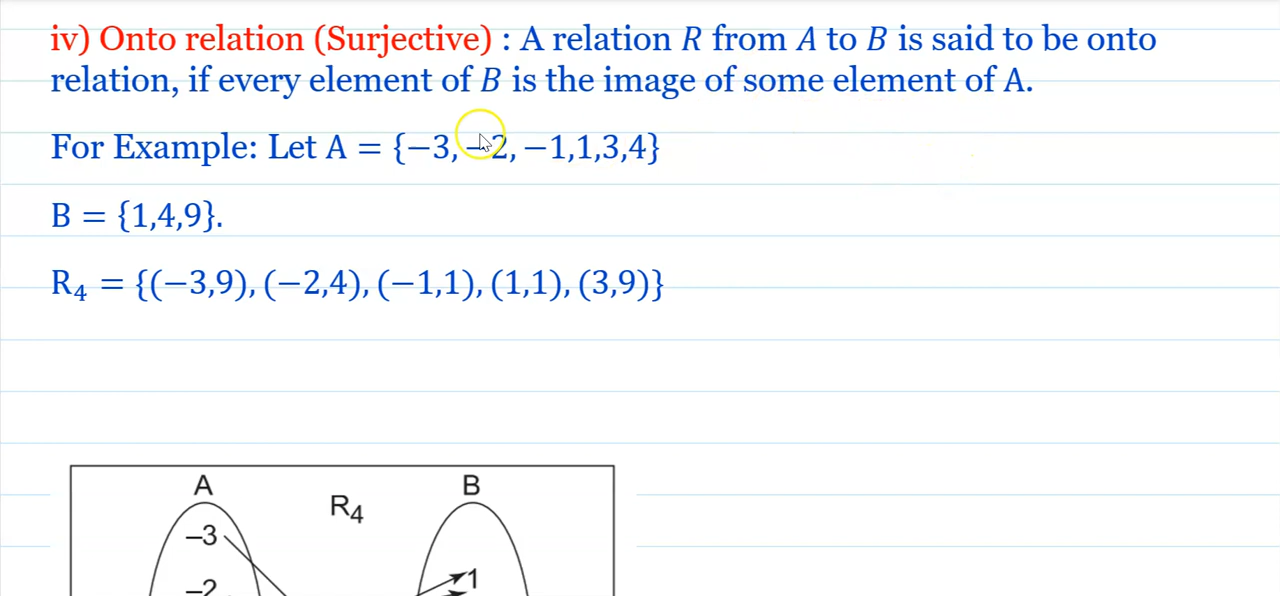 iv) Onto relation (Surjective) : A relation R from A to B is said to be onto
relation, if every element of B is the image of some element of A.
For Example: Let A = {−3, −2, −1,1,3,4}
B = {1,4,9}.
R₄ = {(−3,9), (−2,4), (−1,1), (1,1), (3,9)}
A B
R₄
–3
1
–2